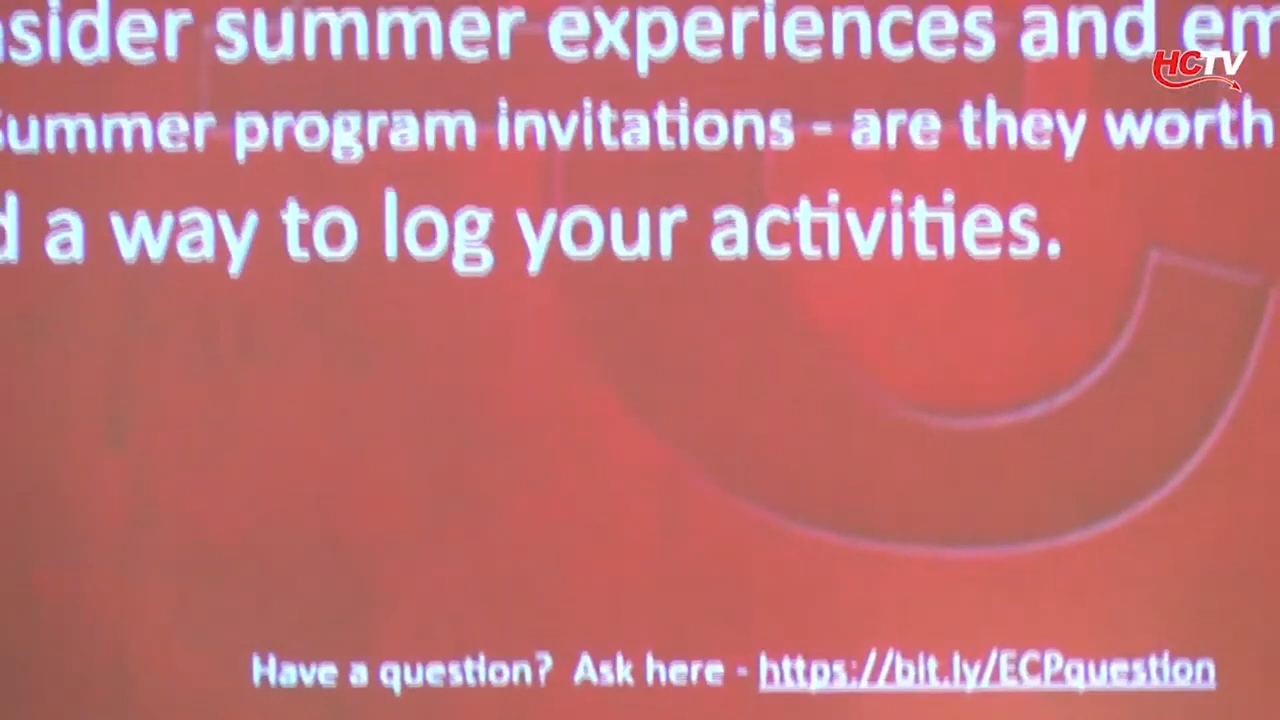 nsider summer experiences and em
HCTV
Summer program invitations - are they worth
d a way to log your activities.
Have a question? Ask here - https://bit.ly/ECPquestion